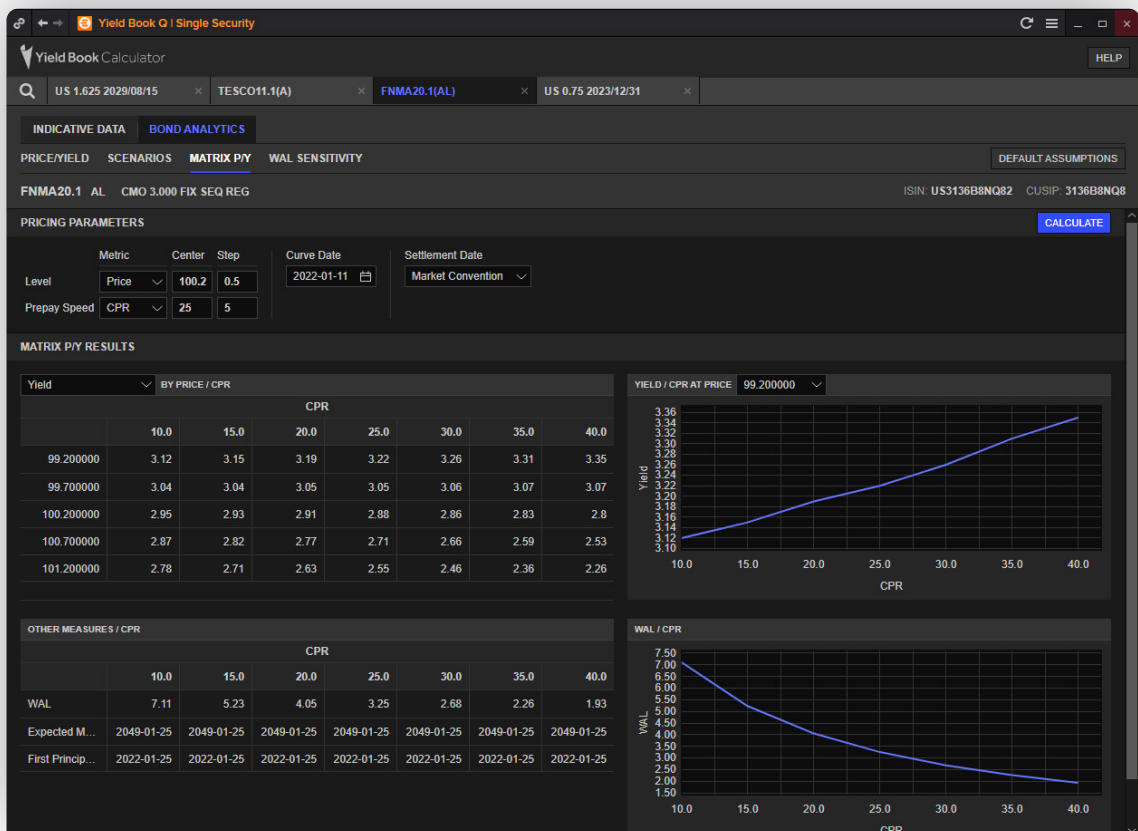 Yield Book Q | Single Security
Yield Book Calculator
HELP
US 1.625 2029/08/15 × TESCO11.1(A) × FNMA20.1(AL) × US 0.75 2023/12/31 ×
INDICATIVE DATA BOND ANALYTICS
PRICE/YIELD SCENARIOS MATRIX P/Y WAL SENSITIVITY DEFAULT ASSUMPTIONS
FNMA20.1 AL CMO 3.000 FIX SEQ REG ISIN: US3136B8NQ82 CUSIP: 3136B8NQ8
PRICING PARAMETERS CALCULATE
Metric Center Step Curve Date Settlement Date
Level Price 100.2 0.5 2022-01-11 Market Convention
Prepay Speed CPR 25 5
MATRIX P/Y RESULTS
Yield BY PRICE / CPR
CPR
10.0 15.0 20.0 25.0 30.0 35.0 40.0
99.200000 3.12 3.15 3.19 3.22 3.26 3.31 3.35
99.700000 3.04 3.04 3.05 3.05 3.06 3.07 3.07
100.200000 2.95 2.93 2.91 2.88 2.86 2.83 2.8
100.700000 2.87 2.82 2.77 2.71 2.66 2.59 2.53
101.200000 2.78 2.71 2.63 2.55 2.46 2.36 2.26
YIELD / CPR AT PRICE 99.200000
3.36
3.34
3.32
3.30
3.28
3.26
3.24
3.22
3.20
3.18
3.16
3.14
3.12
3.10
Yield
10.0 15.0 20.0 25.0 30.0 35.0 40.0
CPR
OTHER MEASURES / CPR
CPR
10.0 15.0 20.0 25.0 30.0 35.0 40.0
WAL 7.11 5.23 4.05 3.25 2.68 2.26 1.93
Expected M... 2049-01-25 2049-01-25 2049-01-25 2049-01-25 2049-01-25 2049-01-25 2049-01-25
First Princip... 2022-01-25 2022-01-25 2022-01-25 2022-01-25 2022-01-25 2022-01-25 2022-01-25
WAL / CPR
7.50
7.00
6.50
6.00
5.50
5.00
4.50
4.00
3.50
3.00
2.50
2.00
1.50
WAL
10.0 15.0 20.0 25.0 30.0 35.0 40.0
CPR